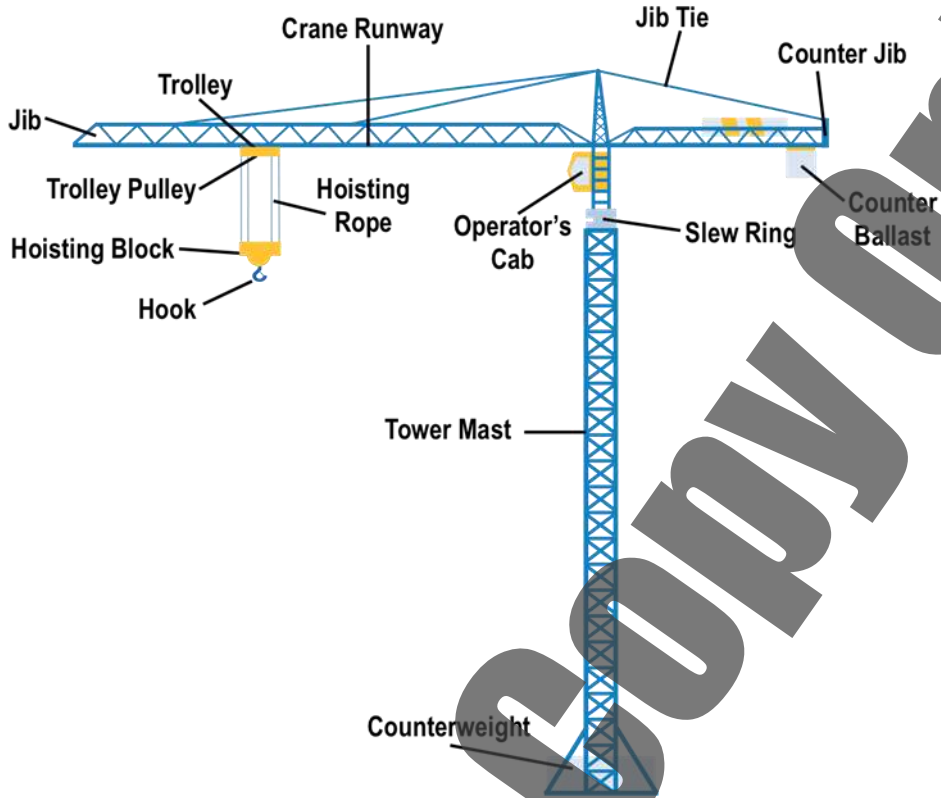 Jib Tie
Crane Runway
Counter Jib
Trolley
Jib
Trolley Pulley
Hoisting
Rope
Operator's
Cab
Slew Ring
Counter
Ballast
Hoisting Block
Hook
Tower Mast
Counterweight
Copy